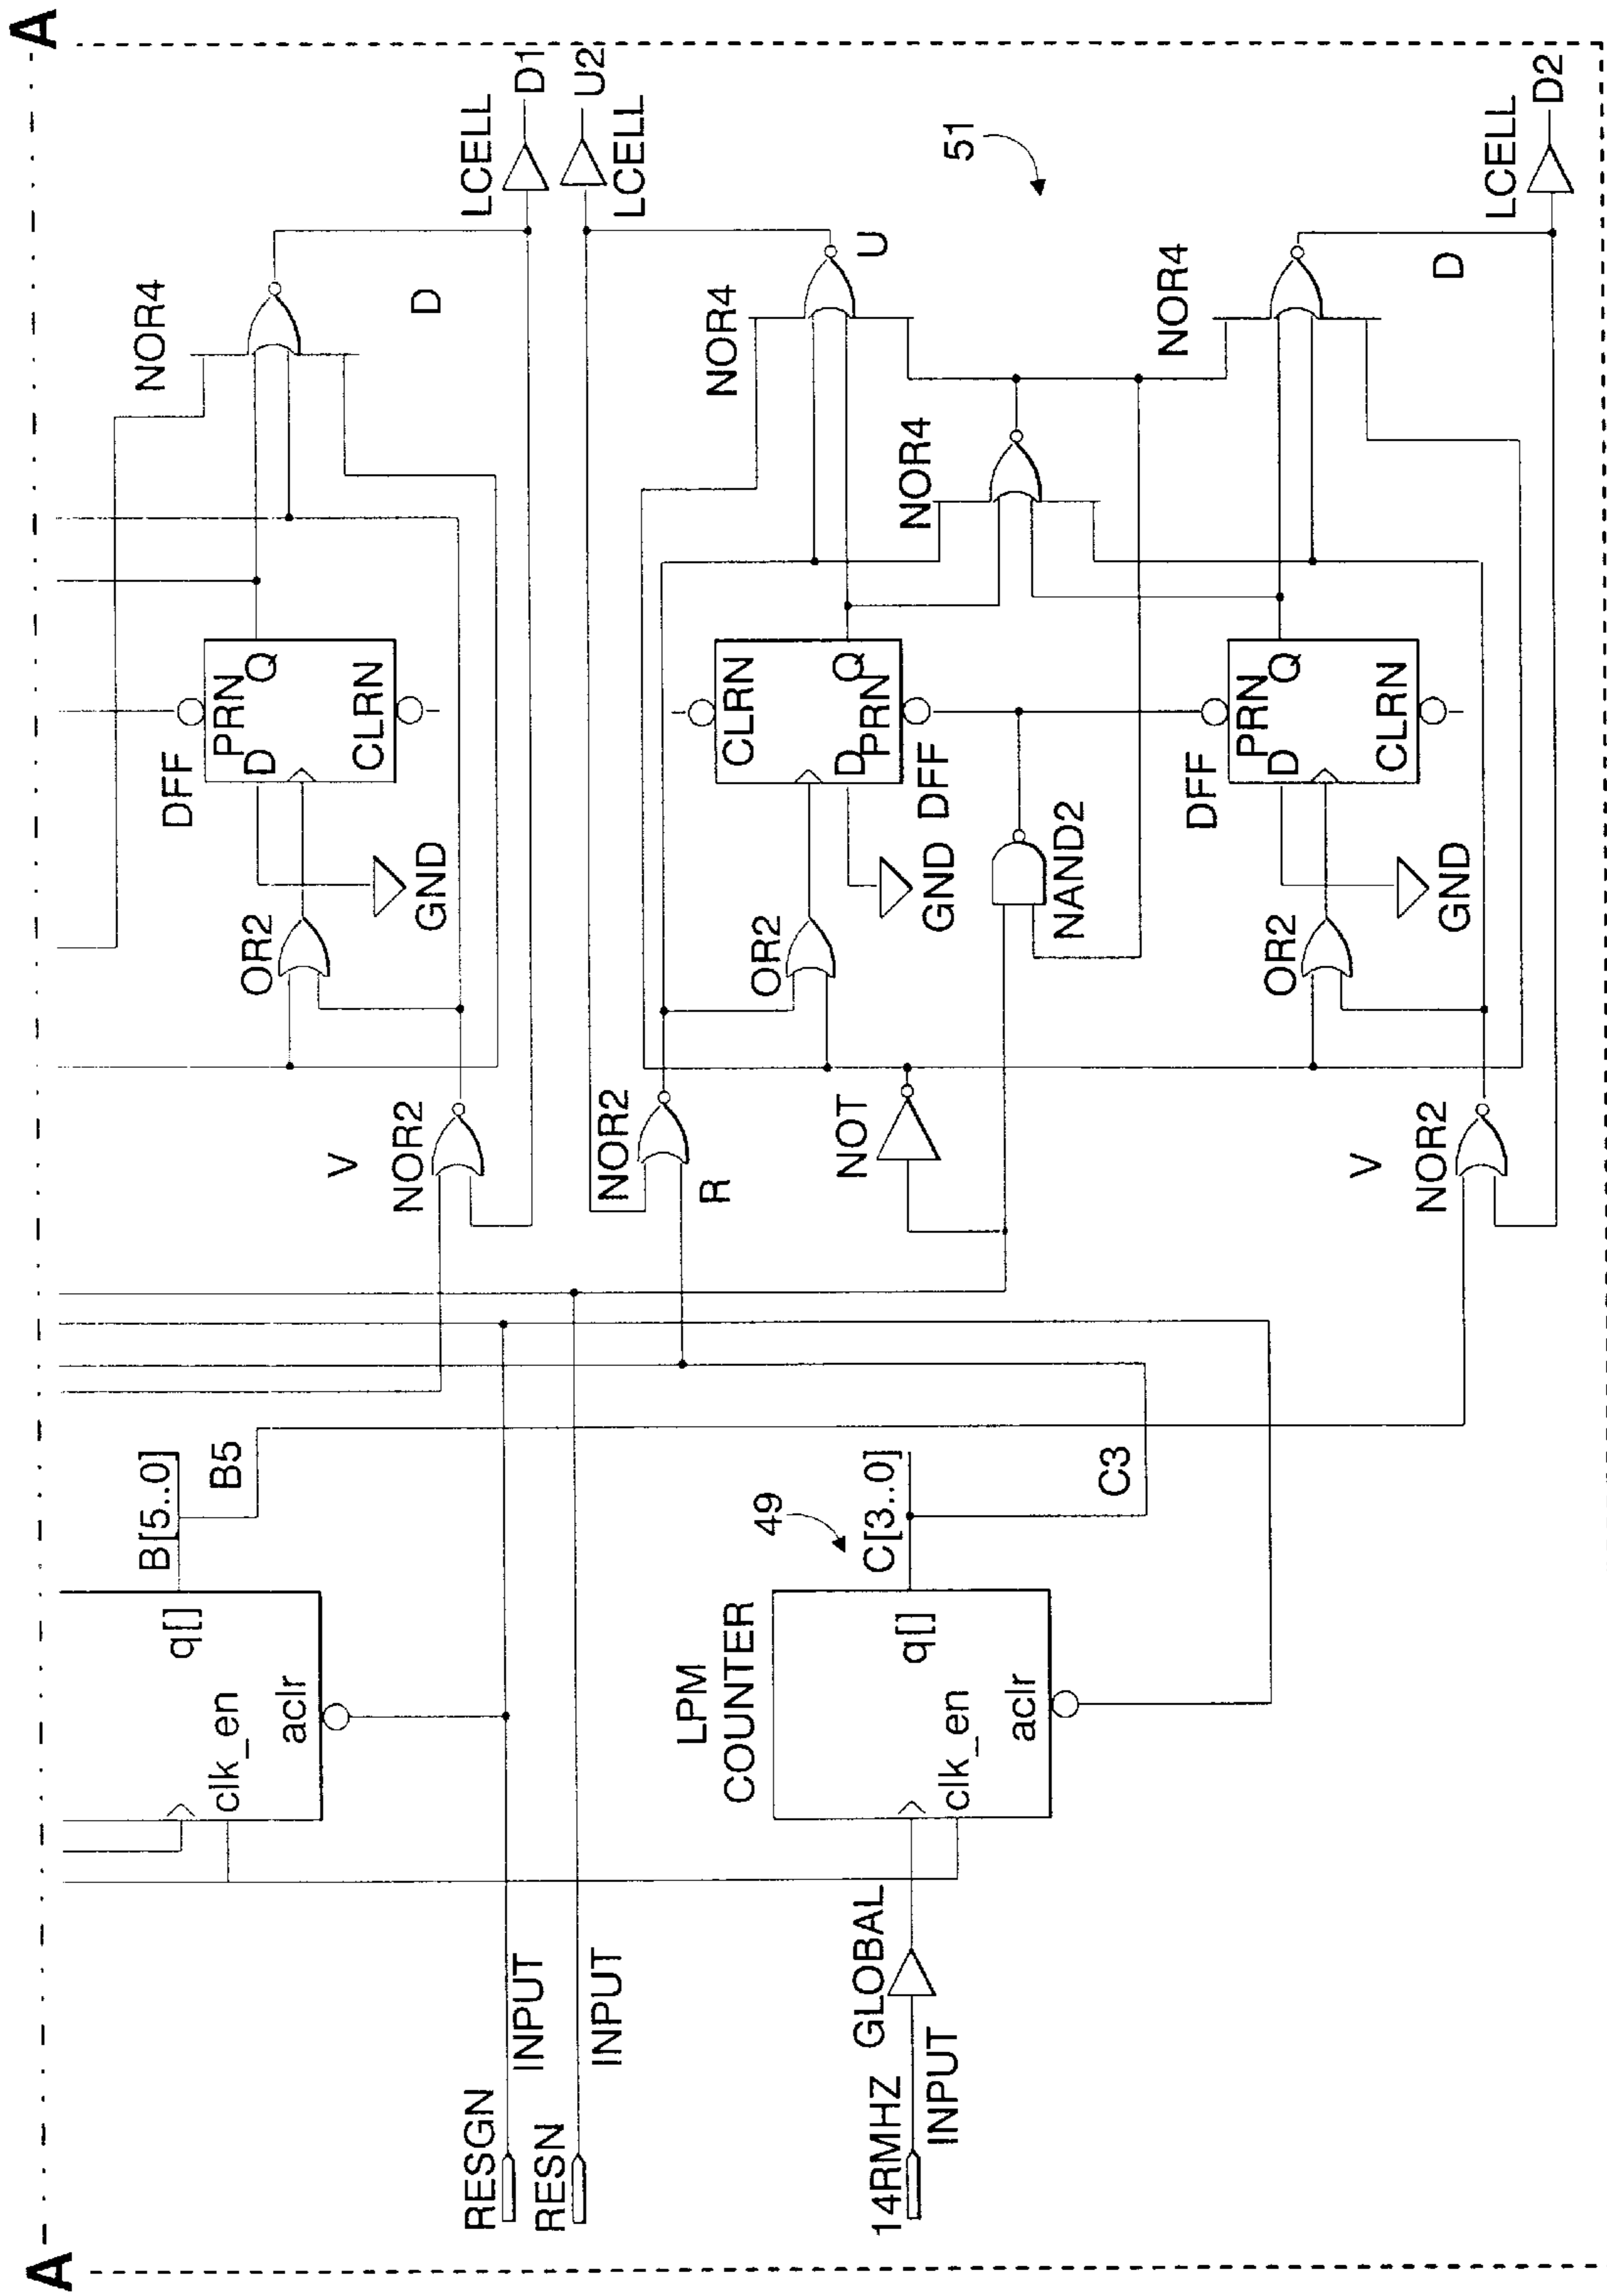 A
A
NOR4
D
LCELL
D1
U2
LCELL
DFF
PRN
D
Q
CLRN
GND
OR2
V
NOR2
B[5..0]
B5
q[]
clk_en
aclr
RESGN
INPUT
RESN
INPUT
NOR2
R
NOR4
U
51
NOR4
CLRN
Q
D
PRN
DFF
GND
OR2
NAND2
NOT
NOR4
D
LCELL
D2
DFF
PRN
D
Q
CLRN
GND
OR2
V
NOR2
49
C[3..0]
C3
LPM
COUNTER
q[]
clk_en
aclr
14RMHZ
GLOBAL
INPUT